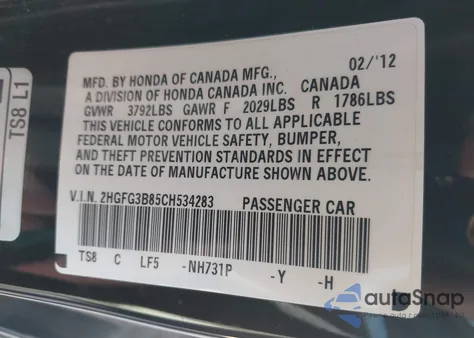 02/'12
MFD. BY HONDA OF CANADA MFG.,
A DIVISION OF HONDA CANADA INC. CANADA
GVWR 3792LBS GAWR F 2029LBS R 1786LBS
THIS VEHICLE CONFORMS TO ALL APPLICABLE
FEDERAL MOTOR VEHICLE SAFETY, BUMPER,
AND THEFT PREVENTION STANDARDS IN EFFECT
ON THE DATE OF MANUFACTURE SHOWN ABOVE.
V.I.N. 2HGFG3B85CH534283 PASSENGER CAR
TS8 C LF5 -NH731P -Y -H
TS8 L1
autoSnap